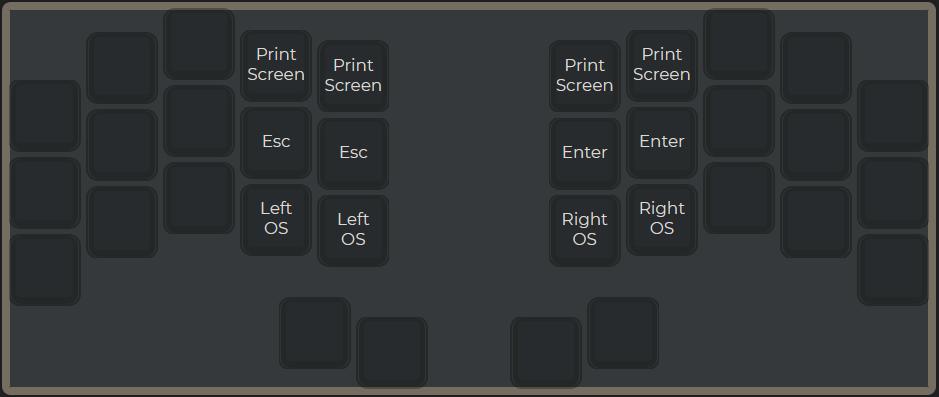 Print
Screen
Print
Screen
Print
Screen
Print
Screen
Esc
Esc
Enter
Enter
Left
OS
Left
OS
Right
OS
Right
OS